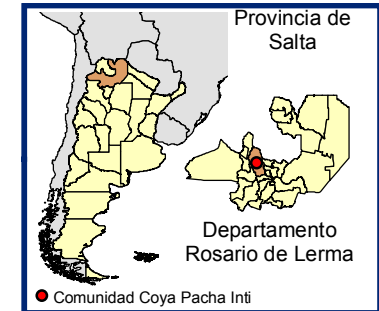 Provincia de
Salta
Departamento
Rosario de Lerma
Comunidad Coya Pacha Inti